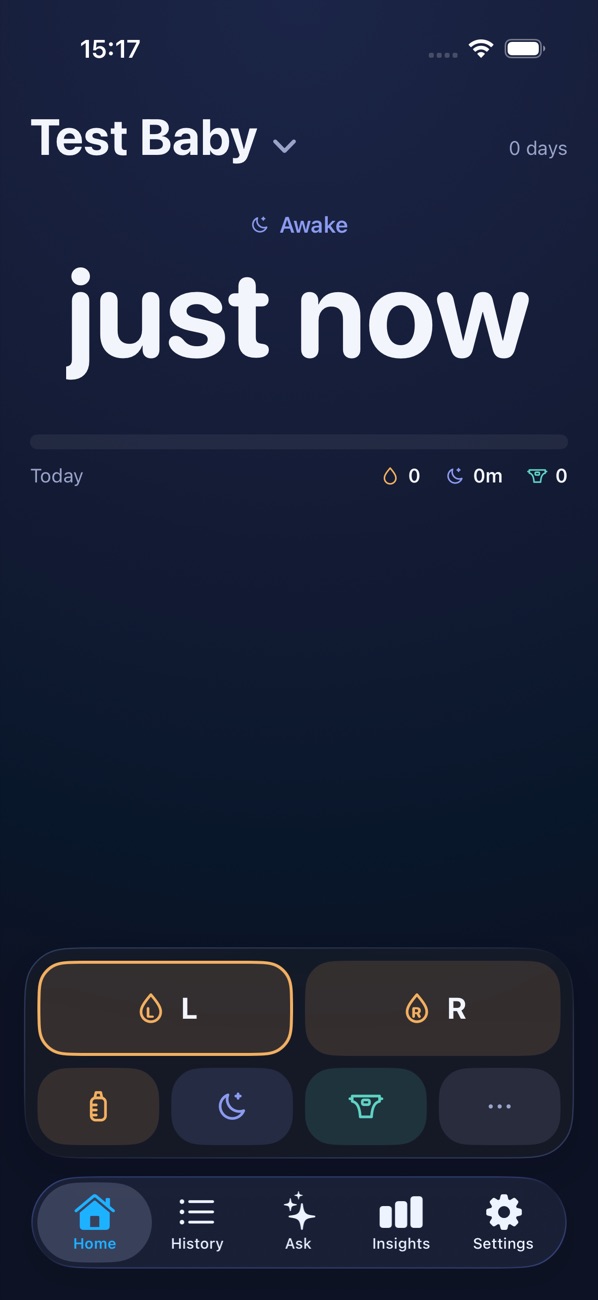 15:17
Test Baby
0 days
Awake
just now
Today 0 0m 0
L L R R
Home History Ask Insights Settings